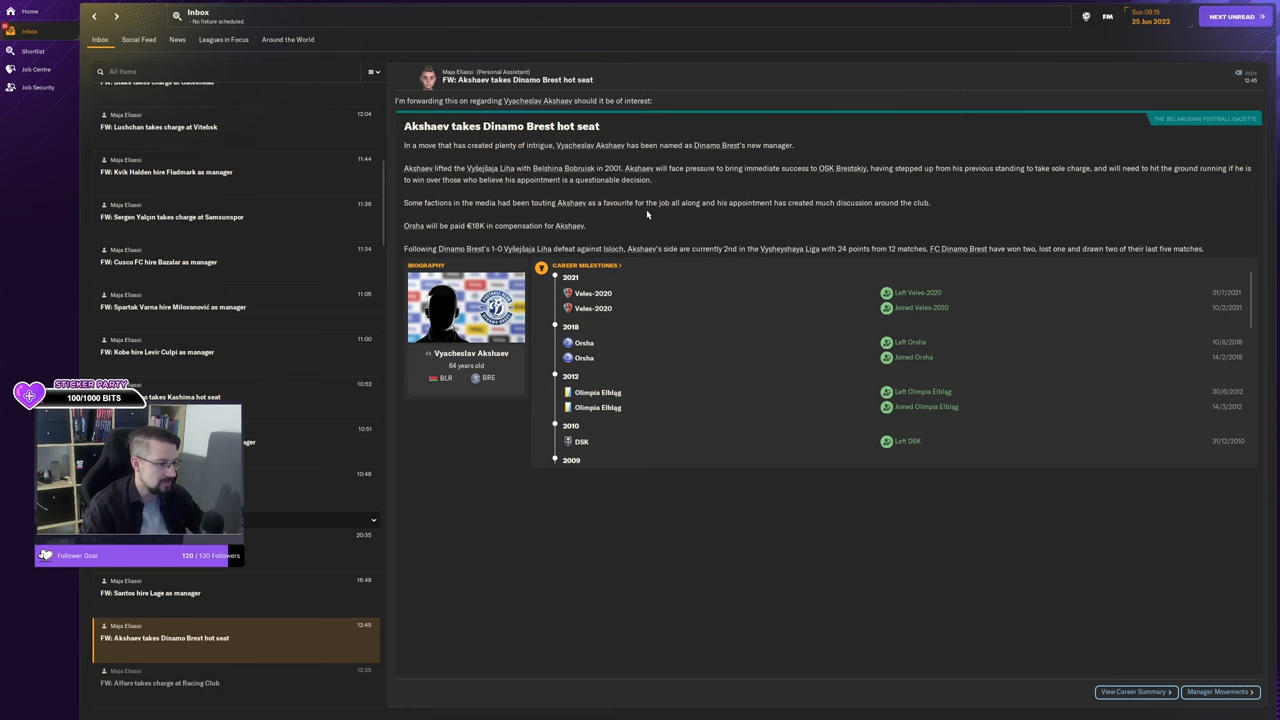 Home
Inbox
Shortlist
Job Centre
Job Security
Inbox
- No fixture scheduled.
FM
Sun 09:15
25 Jun 2023
NEXT UNREAD
Inbox
Social Feed
News
Leagues in Focus
Around the World
All Items
Maja Eliassi
12:04
FW: Lushchan takes charge at Vitebsk
Maja Eliassi
11:44
FW: Kvik Halden hire Fladmark as manager
Maja Eliassi
11:36
FW: Sergen Yalçın takes charge at Samsunspor
Maja Eliassi
11:34
FW: Cusco FC hire Bazalar as manager
Maja Eliassi
11:05
FW: Spartak Varna hire Milovanović as manager
Maja Eliassi
11:00
FW: Kobe hire Levir Culpi as manager
Maja Eliassi
10:52
takes Kashima hot seat
10:51
10:48
20:35
Maja Eliassi
16:48
FW: Santos hire Lage as manager
Maja Eliassi
12:45
FW: Akshaev takes Dinamo Brest hot seat
Maja Eliassi
12:35
FW: Alfaro takes charge at Racing Club
STICKER PARTY
100/1000 BITS
Follower Goal
120 / 130 Followers
Maja Eliassi (Personal Assistant)
FW: Akshaev takes Dinamo Brest hot seat
Jobs
12:45
I'm forwarding this on regarding Vyacheslav Akshaev should it be of interest:
THE BELARUSIAN FOOTBALL GAZETTE
Akshaev takes Dinamo Brest hot seat
In a move that has created plenty of intrigue, Vyacheslav Akshaev has been named as Dinamo Brest's new manager.
Akshaev lifted the Vyšejšaja Liha with Belshina Bobruisk in 2001. Akshaev will face pressure to bring immediate success to OSK Brestskiy, having stepped up from his previous standing to take sole charge, and will need to hit the ground running if he is
to win over those who believe his appointment is a questionable decision.
Some factions in the media had been touting Akshaev as a favourite for the job all along and his appointment has created much discussion around the club.
Orsha will be paid €18K in compensation for Akshaev.
Following Dinamo Brest's 1-0 Vyšejšaja Liha defeat against Isloch, Akshaev's side are currently 2nd in the Vysheyshaya Liga with 24 points from 12 matches. FC Dinamo Brest have won two, lost one and drawn two of their last five matches.
BIOGRAPHY
Vyacheslav Akshaev
64 years old
BLR
BRE
CAREER MILESTONES >
2021
Veles-2020
Left Veles-2020
31/7/2021
Veles-2020
Joined Veles-2020
10/2/2021
2018
Orsha
Left Orsha
10/8/2018
Orsha
Joined Orsha
14/2/2018
2012
Olimpia Elbląg
Left Olimpia Elbląg
30/6/2012
Olimpia Elbląg
Joined Olimpia Elbląg
14/3/2012
2010
DSK
Left DSK
31/12/2010
2009
View Career Summary >
Manager Movements >